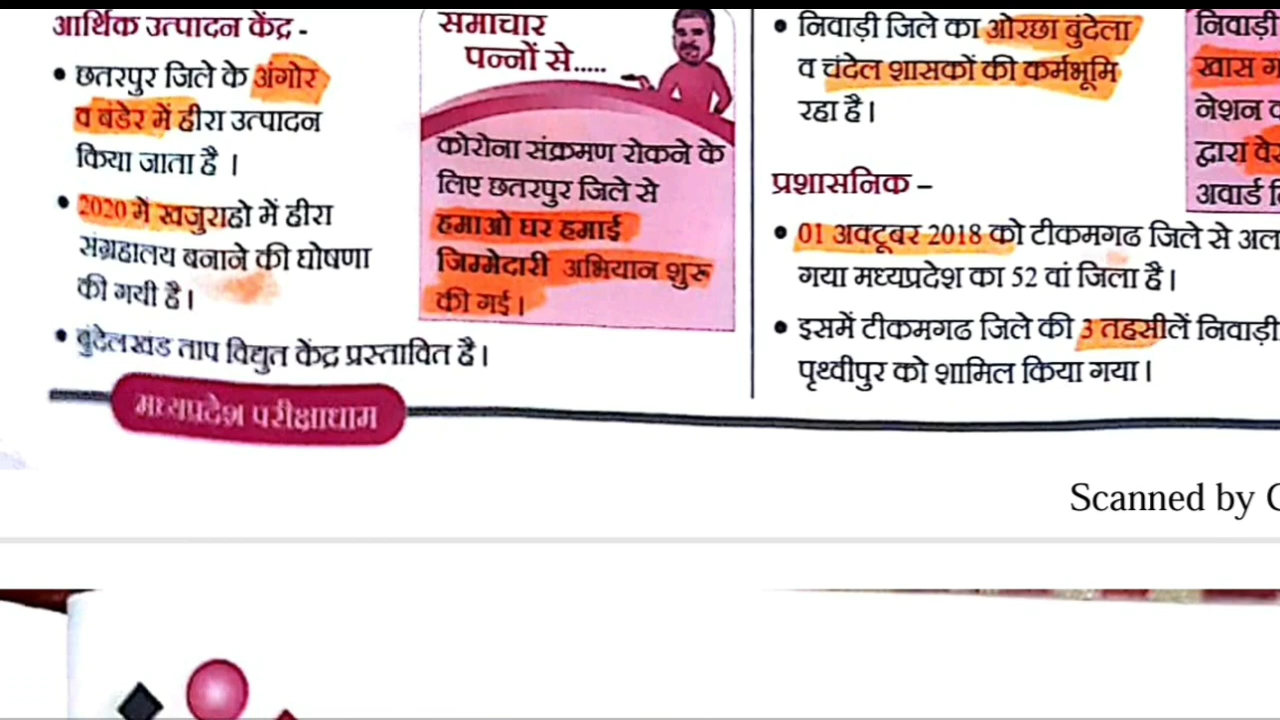 आर्थिक उत्पादन केंद्र -
• छतरपुर जिले के अंगोर
व बंडेर में हीरा उत्पादन
किया जाता है ।
• 2020 में खजुराहो में हीरा
संग्रहालय बनाने की घोषणा
की गयी है।
• बुंदेलखंड ताप विद्युत केंद्र प्रस्तावित है।
समाचार
पन्नों से.....
कोरोना संक्रमण रोकने के
लिए छतरपुर जिले से
हमाओ घर हमाई
जिम्मेदारी अभियान शुरू
की गई।
• निवाड़ी जिले का ओरछा बुंदेला
व चंदेल शासकों की कर्मभूमि
रहा है।
प्रशासनिक –
• 01 अक्टूबर 2018 को टीकमगढ जिले से अल
गया मध्यप्रदेश का 52 वां जिला है।
• इसमें टीकमगढ जिले की 3 तहसीलें निवाड़ी
पृथ्वीपुर को शामिल किया गया।
निवाड़ी
खास
नेशन
द्वारा
अवार्ड
मध्यप्रदेश परीक्षाधाम
Scanned by